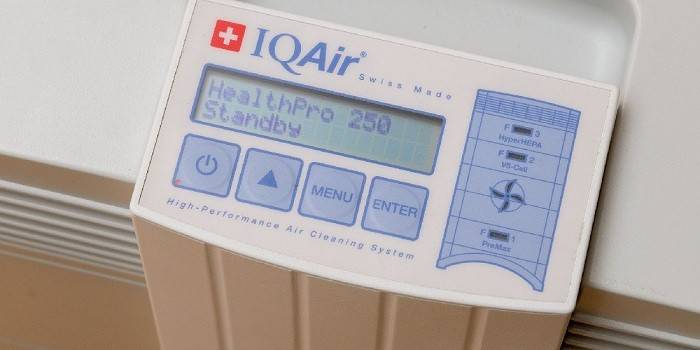 IQAir®
Swiss Made
HealthPro 250
Standby
MENU
ENTER
High-Performance Air Cleaning System
F 3
HyperHEPA
F 2
V5-Cell
F 1
PreMax